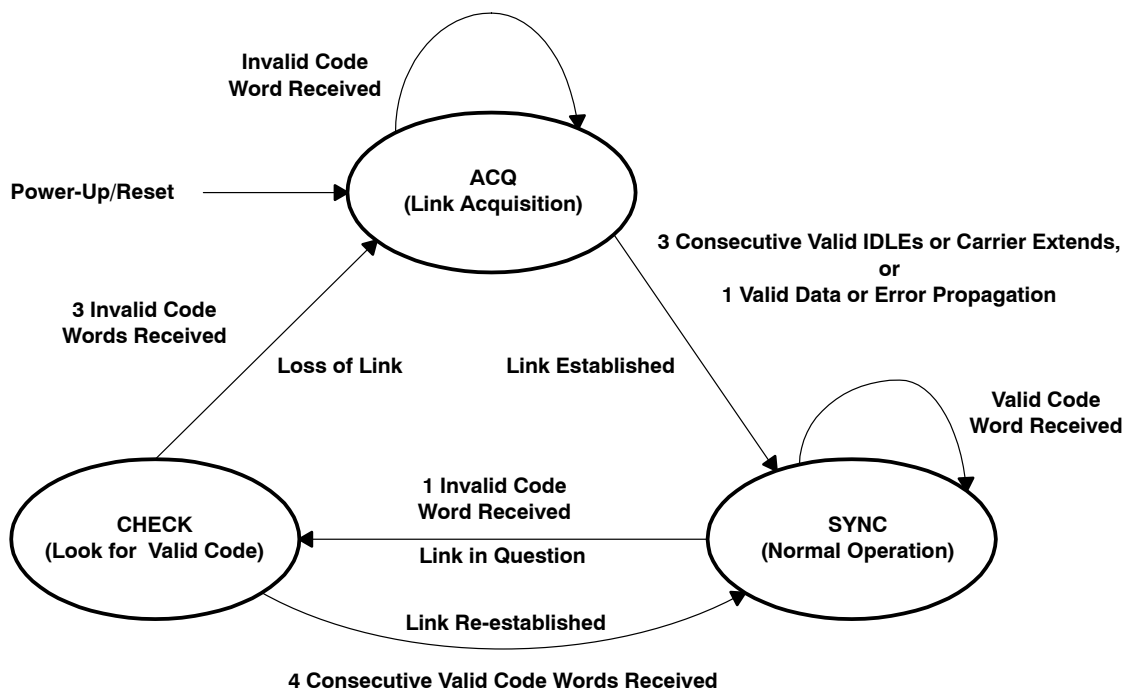 Invalid Code
Word Received
ACQ
(Link Acquisition)
Power-Up/Reset
3 Consecutive Valid IDLEs or Carrier Extends,
or
1 Valid Data or Error Propagation
3 Invalid Code
Words Received
Loss of Link
Link Established
Valid Code
Word Received
1 Invalid Code
Word Received
CHECK
(Look for Valid Code)
SYNC
(Normal Operation)
Link in Question
Link Re-established
4 Consecutive Valid Code Words Received